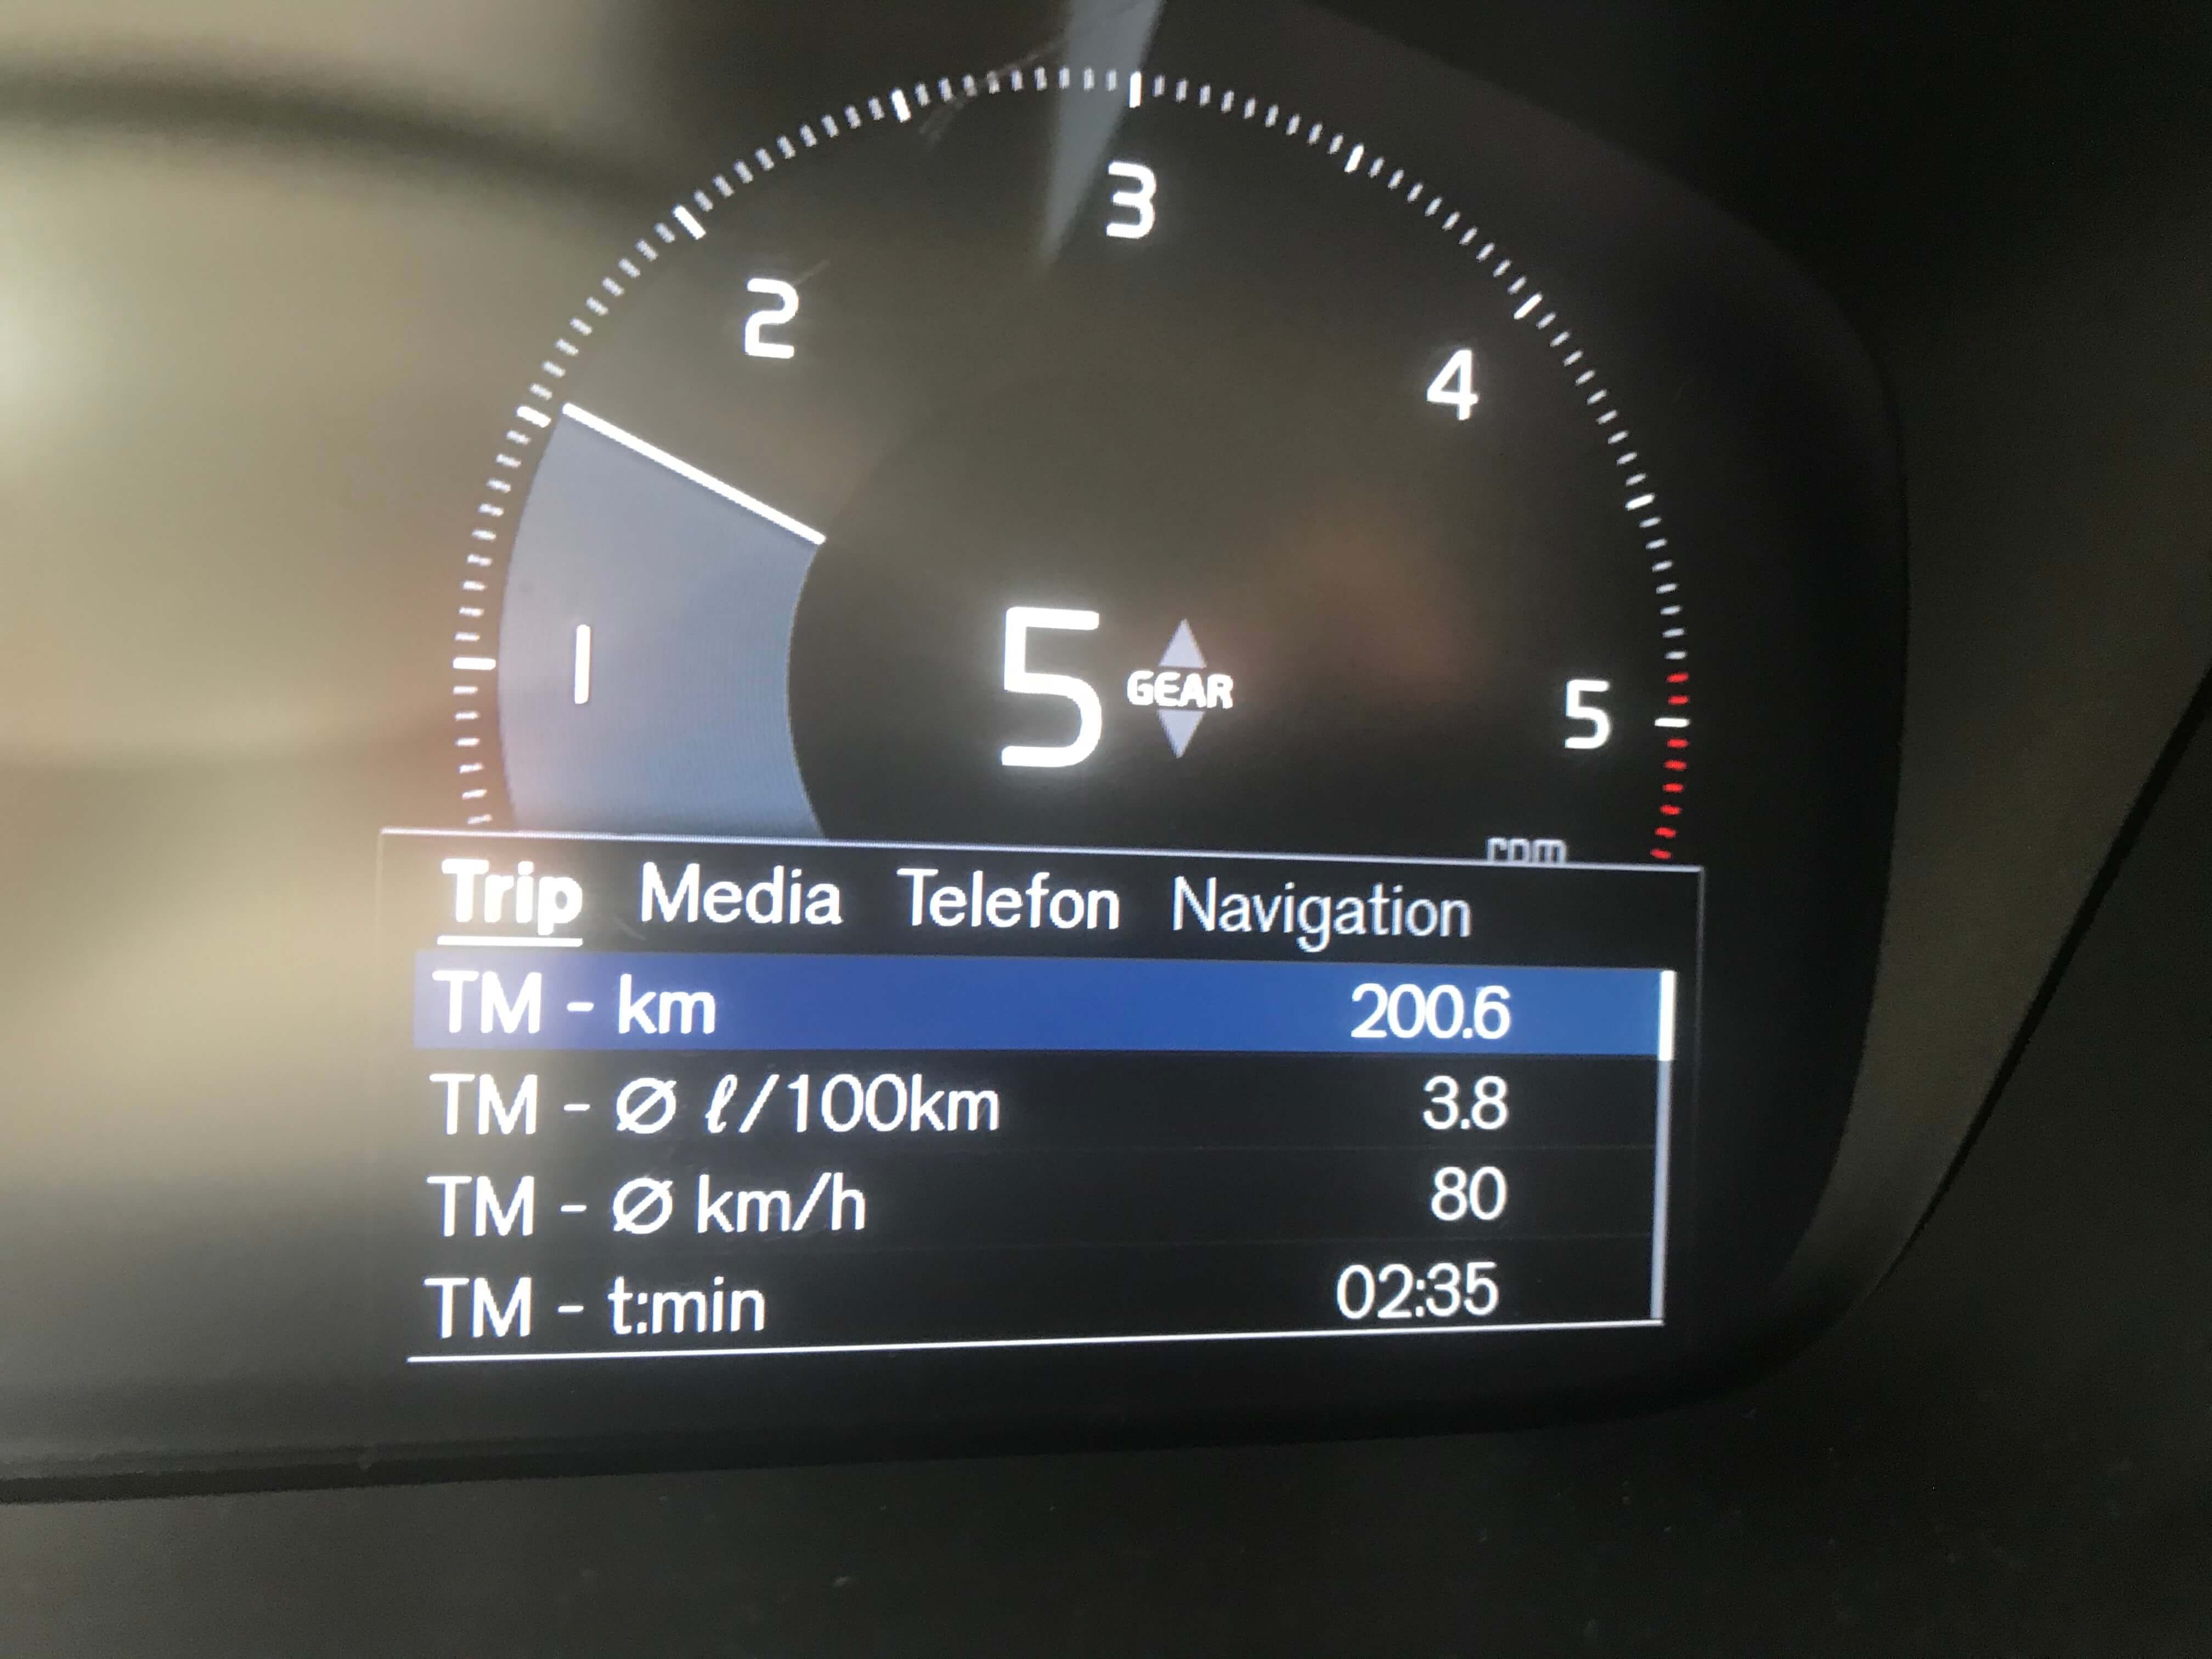 3
2
4
1
5
5
GEAR
rpm
Trip Media Telefon Navigation
TM - km 200.6
TM - Ø ℓ/100km 3.8
TM - Ø km/h 80
TM - t:min 02:35